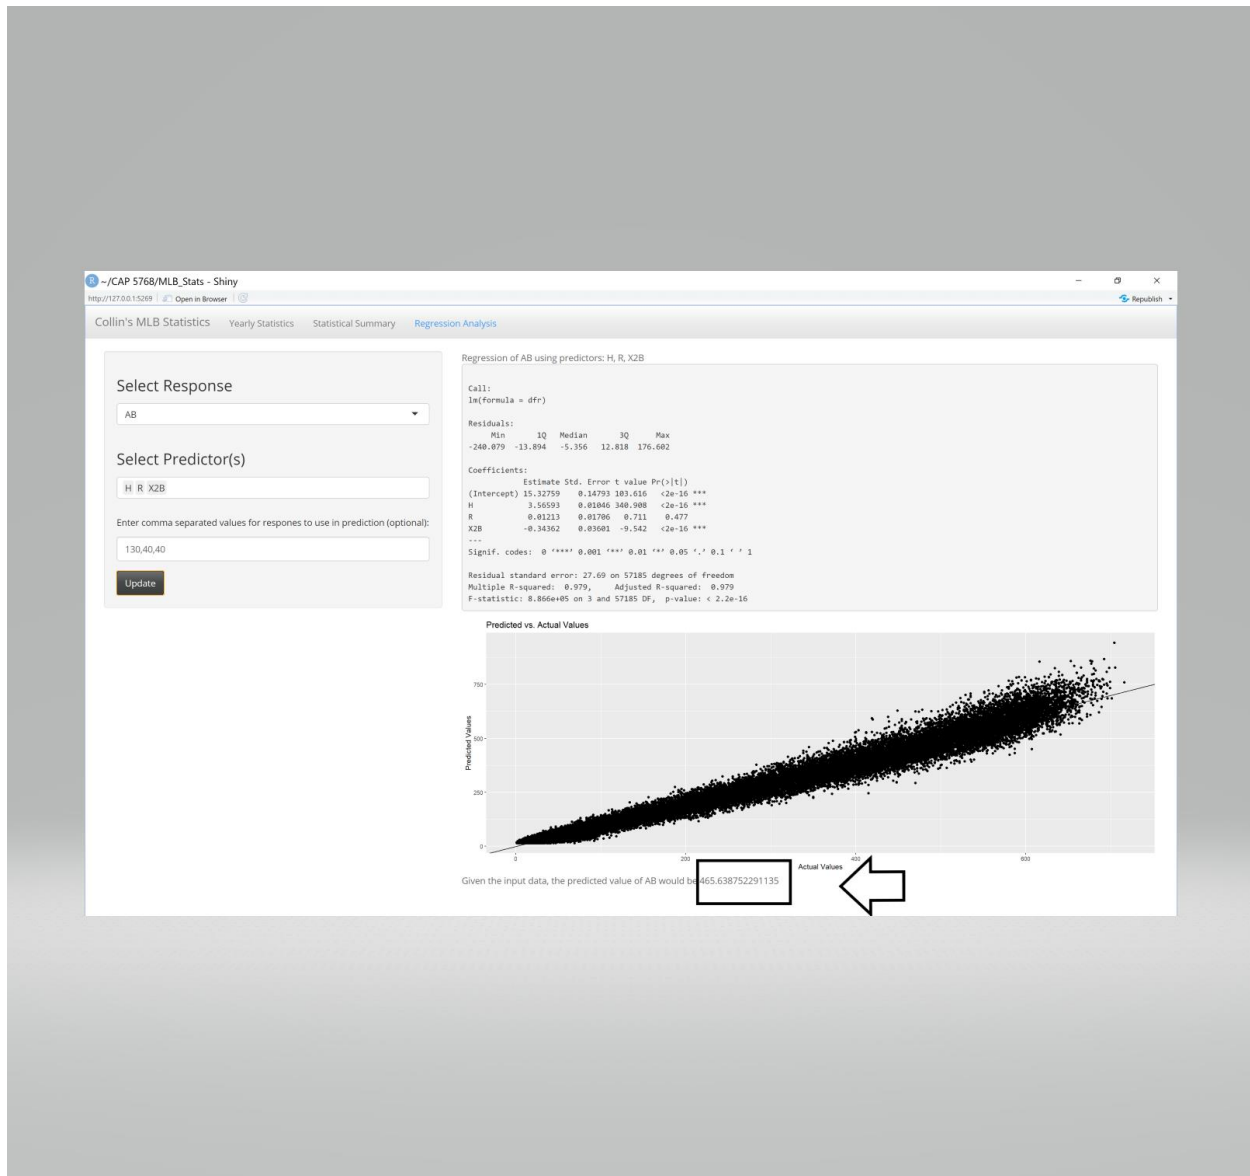 R ~/CAP 5768/MLB_Stats - Shiny
http://127.0.0.1:5269 Open in Browser Republish
Collin's MLB Statistics Yearly Statistics Statistical Summary Regression Analysis
Select Response
AB
Select Predictor(s)
H R X2B
Enter comma separated values for respones to use in prediction (optional):
130,40,40
Update
Regression of AB using predictors: H, R, X2B
Call:
lm(formula = dfr)
Residuals:
Min 1Q Median 3Q Max
-240.079 -13.894 -5.356 12.818 176.602
Coefficients:
Estimate Std. Error t value Pr(>|t|)
(Intercept) 15.32759 0.14793 103.616 <2e-16 ***
H 3.56593 0.01046 340.908 <2e-16 ***
R 0.01213 0.01706 0.711 0.477
X2B -0.34362 0.03601 -9.542 <2e-16 ***
---
Signif. codes: 0 ‘***’ 0.001 ‘**’ 0.01 ‘*’ 0.05 ‘.’ 0.1 ‘ ’ 1
Residual standard error: 27.69 on 57185 degrees of freedom
Multiple R-squared: 0.979, Adjusted R-squared: 0.979
F-statistic: 8.866e+05 on 3 and 57185 DF, p-value: < 2.2e-16
Predicted vs. Actual Values
Predicted Values
750
500
250
0
0 200 400 600
Actual Values
Given the input data, the predicted value of AB would be 465.638752291135